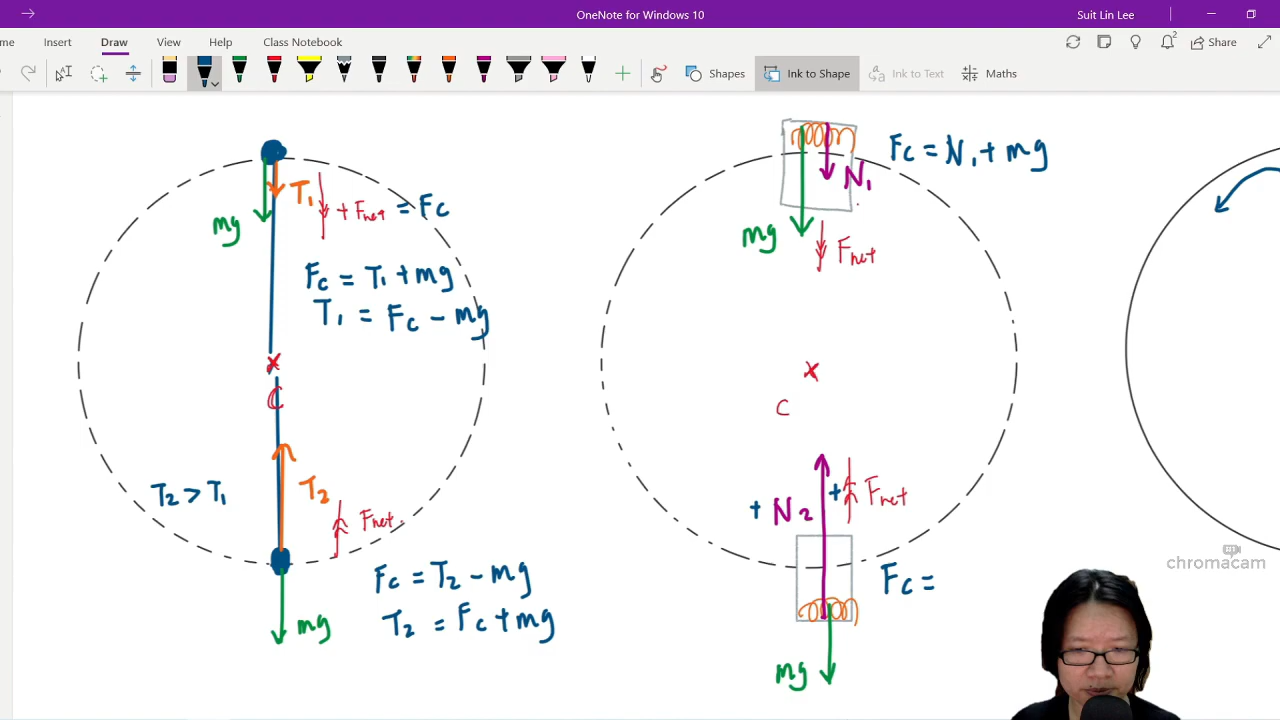 OneNote for Windows 10
Suit Lin Lee
me Insert Draw View Help Class Notebook
Share
Shapes
Ink to Shape
Ink to Text
Maths
mg
T₁
+ Fnet = Fc
Fc = T₁ + mg
T₁ = Fc - mg
C
T₂ > T₁
T₂
Fnet
Fc = T₂ - mg
T₂ = Fc + mg
mg
Fc = N₁ + mg
N₁
mg
Fnet
C
+ N₂
+ Fnet
Fc =
mg
chromacam